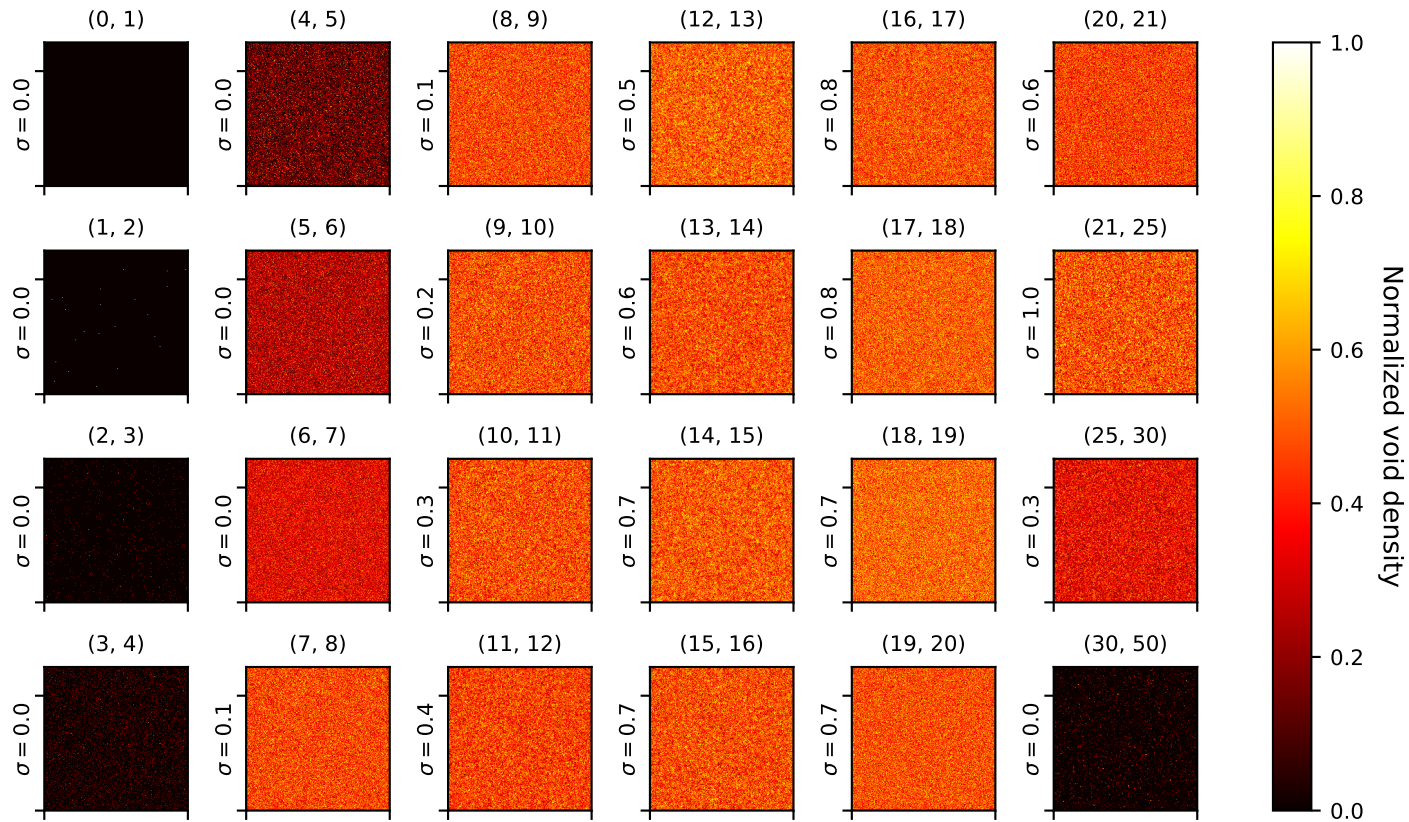 (0, 1) (4, 5) (8, 9) (12, 13) (16, 17) (20, 21)
σ = 0.0 σ = 0.0 σ = 0.1 σ = 0.5 σ = 0.8 σ = 0.6
(1, 2) (5, 6) (9, 10) (13, 14) (17, 18) (21, 25)
σ = 0.0 σ = 0.0 σ = 0.2 σ = 0.6 σ = 0.8 σ = 1.0
(2, 3) (6, 7) (10, 11) (14, 15) (18, 19) (25, 30)
σ = 0.0 σ = 0.0 σ = 0.3 σ = 0.7 σ = 0.7 σ = 0.3
(3, 4) (7, 8) (11, 12) (15, 16) (19, 20) (30, 50)
σ = 0.0 σ = 0.1 σ = 0.4 σ = 0.7 σ = 0.7 σ = 0.0
1.0
0.8
0.6
0.4
0.2
0.0
Normalized void density